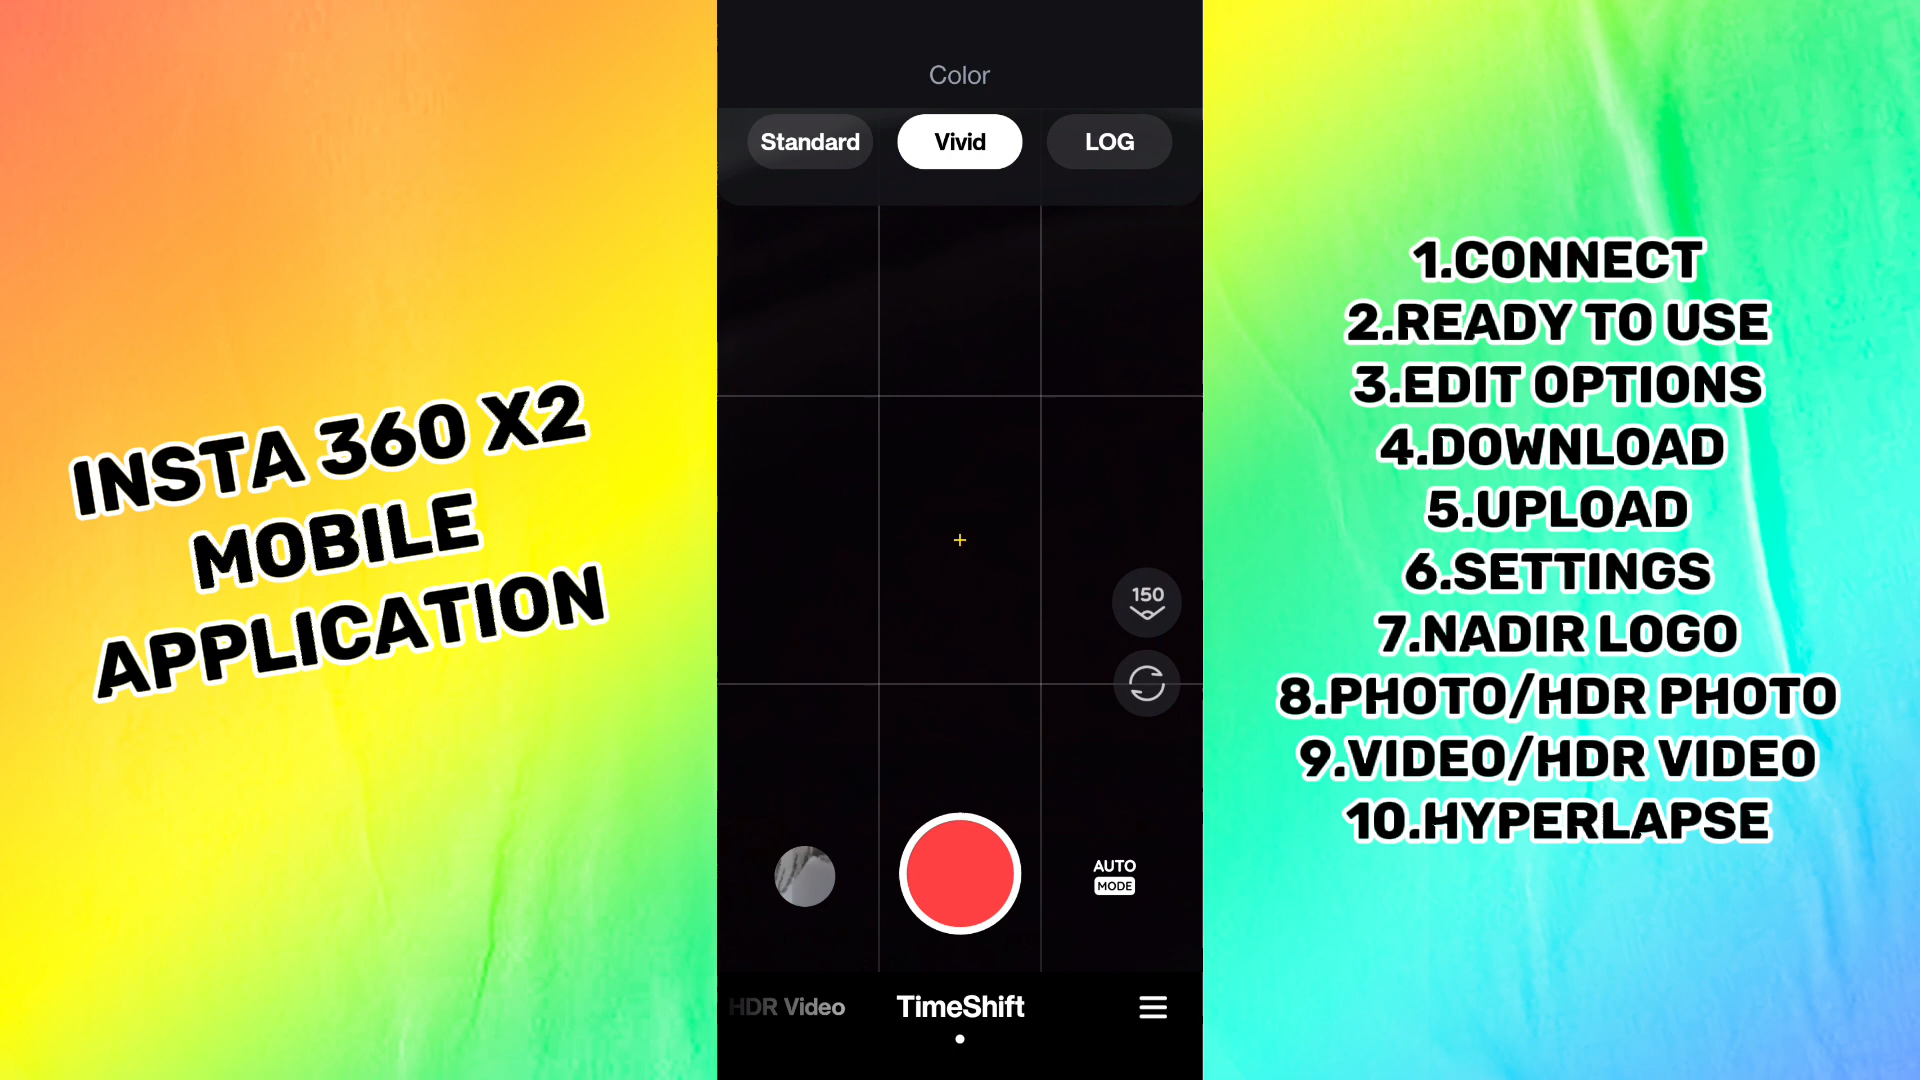 INSTA 360 X2
MOBILE
APPLICATION
Color
Standard
Vivid
LOG
150
AUTO
MODE
HDR Video
TimeShift
1.CONNECT
2.READY TO USE
3.EDIT OPTIONS
4.DOWNLOAD
5.UPLOAD
6.SETTINGS
7.NADIR LOGO
8.PHOTO/HDR PHOTO
9.VIDEO/HDR VIDEO
10.HYPERLAPSE